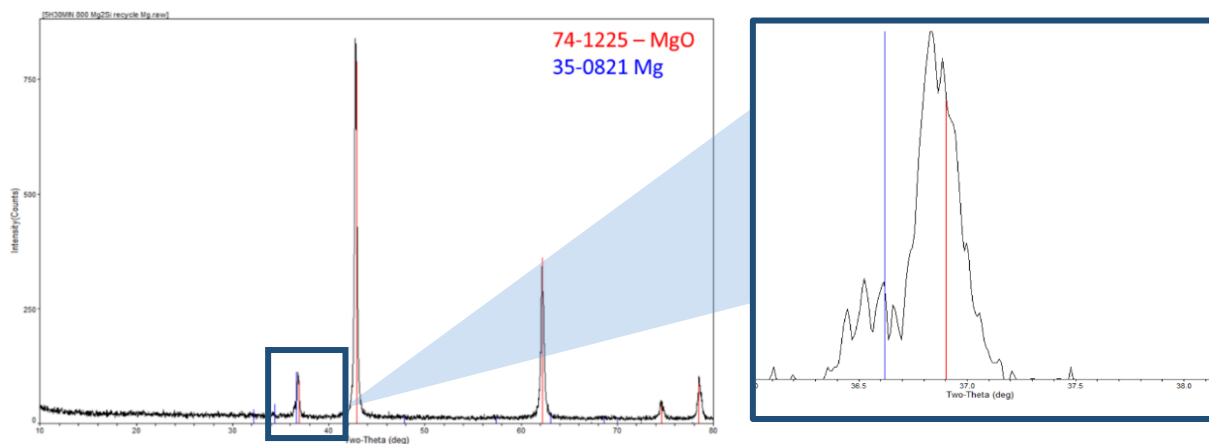 [5H30MIN 800 Mg2Si recycle Mg.raw]
74-1225 – MgO
35-0821 Mg
Intensity(Counts)
750
500
250
0
10 20 30 40 50 60 70 80
Two-Theta (deg)
36.5 37.0 37.5 38.0
Two-Theta (deg)